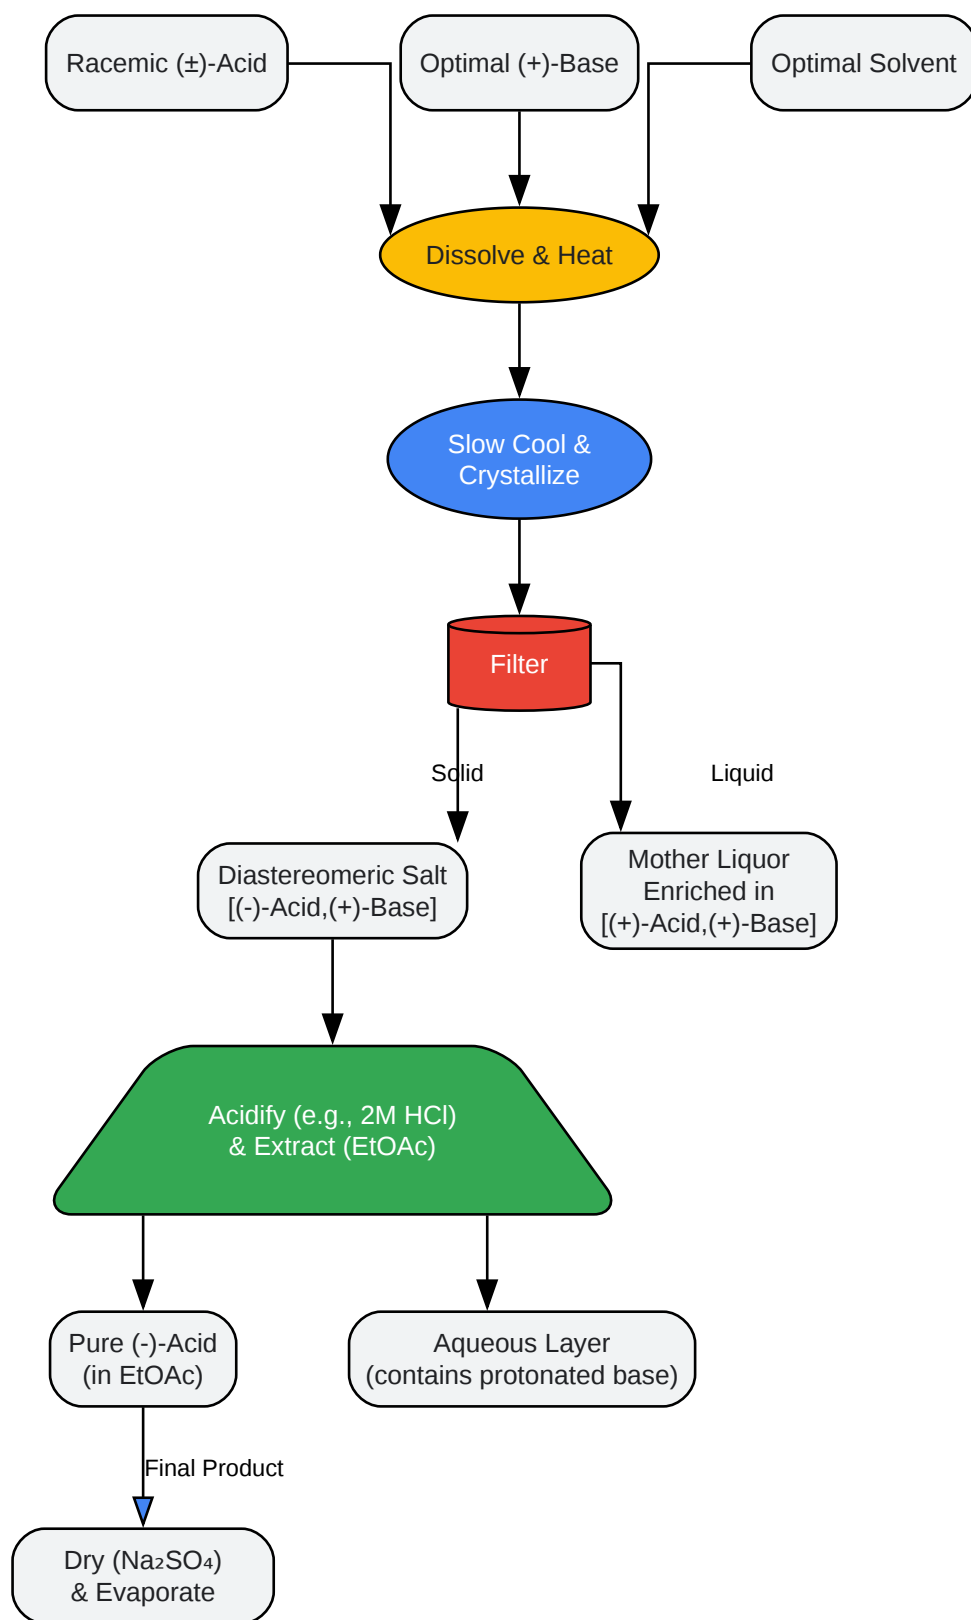 Racemic (±)-Acid
Optimal (+)-Base
Optimal Solvent
Dissolve & Heat
Slow Cool &
Crystallize
Filter
Solid
Liquid
Diastereomeric Salt
[(-)-Acid,(+)-Base]
Mother Liquor
Enriched in
[(+)-Acid,(+)-Base]
Acidify (e.g., 2M HCl)
& Extract (EtOAc)
Pure (-)-Acid
(in EtOAc)
Aqueous Layer
(contains protonated base)
Final Product
Dry (Na₂SO₄)
& Evaporate